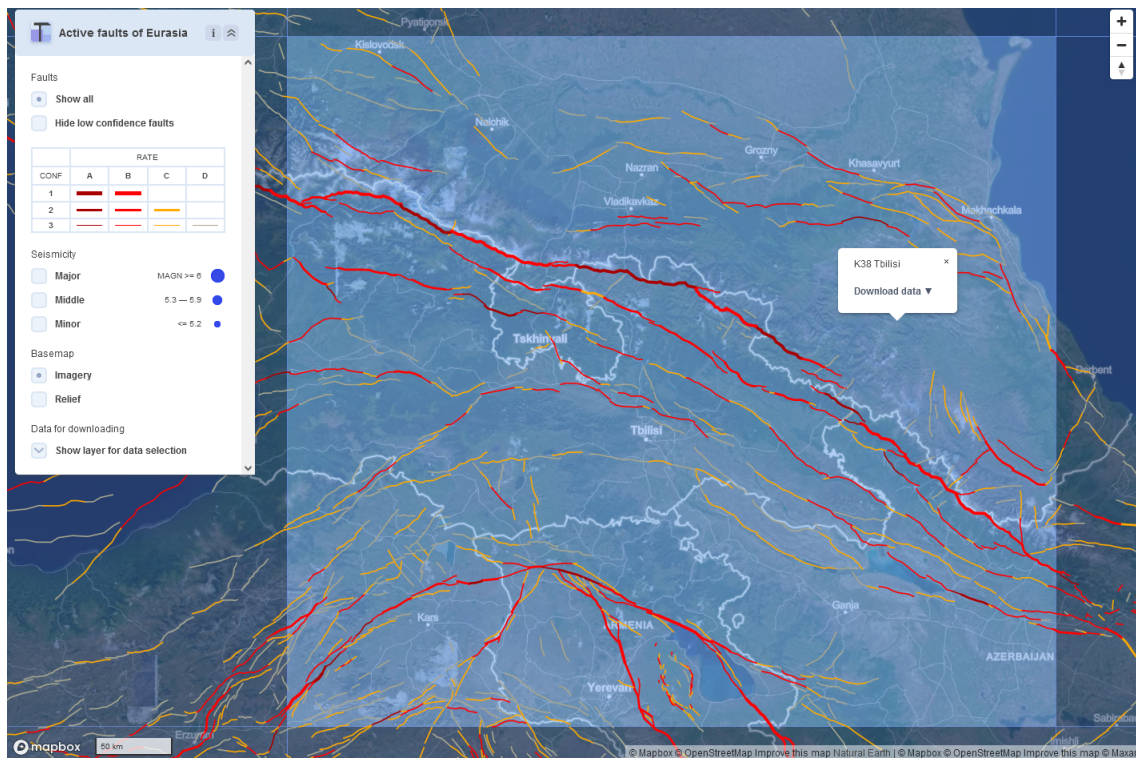 Active faults of Eurasia
i
Faults
Show all
Hide low confidence faults
RATE
CONF A B C D
1
2
3
Seismicity
Major MAGN >= 6
Middle 5.3 — 5.9
Minor <= 5.2
Basemap
Imagery
Relief
Data for downloading
Show layer for data selection
Pyatigorsk
Kislovodsk
Nalchik
Grozny
Khasavyurt
Nazran
Vladikavkaz
Makhachkala
K38 Tbilisi ×
Download data ▼
Tskhinvali
Derbent
Tbilisi
Ganja
Kars
ARMENIA
AZERBAIJAN
Yerevan
Erzurum
Imishli
mapbox
50 km
© Mapbox © OpenStreetMap Improve this map Natural Earth | © Mapbox © OpenStreetMap Improve this map © Maxar